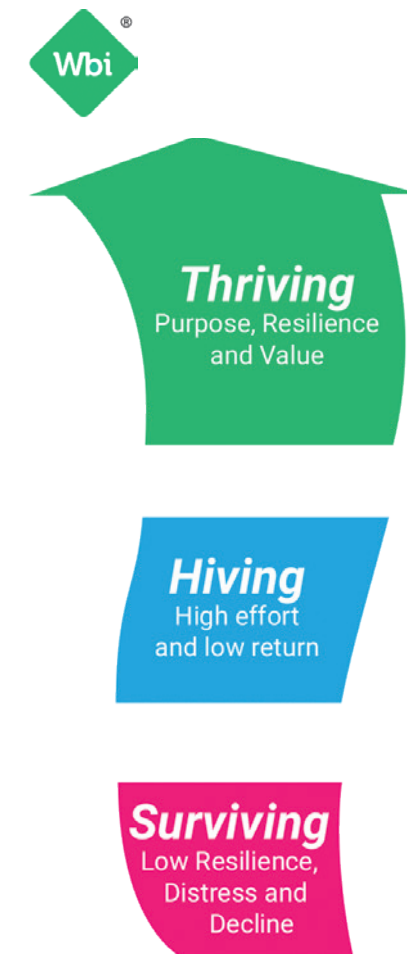 Wbi®
Thriving
Purpose, Resilience
and Value
Hiving
High effort
and low return
Surviving
Low Resilience,
Distress and
Decline